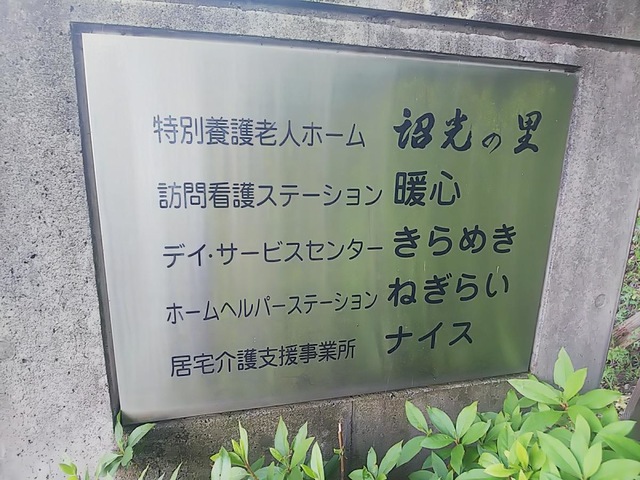 特別養護老人ホーム 詔光の里
訪問看護ステーション 暖心
デイ・サービスセンター きらめき
ホームヘルパーステーション ねぎらい
居宅介護支援事業所 ナイス